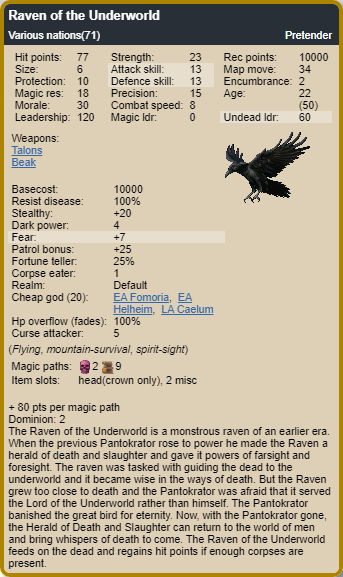 Raven of the Underworld
Various nations(71) Pretender
Hit points: 77 Strength: 23 Rec points: 10000
Size: 6 Attack skill: 13 Map move: 34
Protection: 10 Defence skill: 13 Encumbrance: 2
Magic res: 18 Precision: 15 Age: 22
Morale: 30 Combat speed: 8 (50)
Leadership: 120 Magic ldr: 0 Undead ldr: 60
Weapons:
Talons
Beak
Basecost: 10000
Resist disease: 100%
Stealthy: +20
Dark power: 4
Fear: +7
Patrol bonus: +25
Fortune teller: 25%
Corpse eater: 1
Realm: Default
Cheap god (20): EA Fomoria, EA
Helheim, LA Caelum
Hp overflow (fades): 100%
Curse attacker: 5
(Flying, mountain-survival, spirit-sight)
Magic paths: 2 9
Item slots: head(crown only), 2 misc
+ 80 pts per magic path
Dominion: 2
The Raven of the Underworld is a monstrous raven of an earlier era.
When the previous Pantokrator rose to power he made the Raven a
herald of death and slaughter and gave it powers of farsight and
foresight. The raven was tasked with guiding the dead to the
underworld and it became wise in the ways of death. But the Raven
grew too close to death and the Pantokrator was afraid that it served
the Lord of the Underworld rather than himself. The Pantokrator
banished the great bird for eternity. Now, with the Pantokrator gone,
the Herald of Death and Slaughter can return to the world of men
and bring whispers of death to come. The Raven of the Underworld
feeds on the dead and regains hit points if enough corpses are
present.